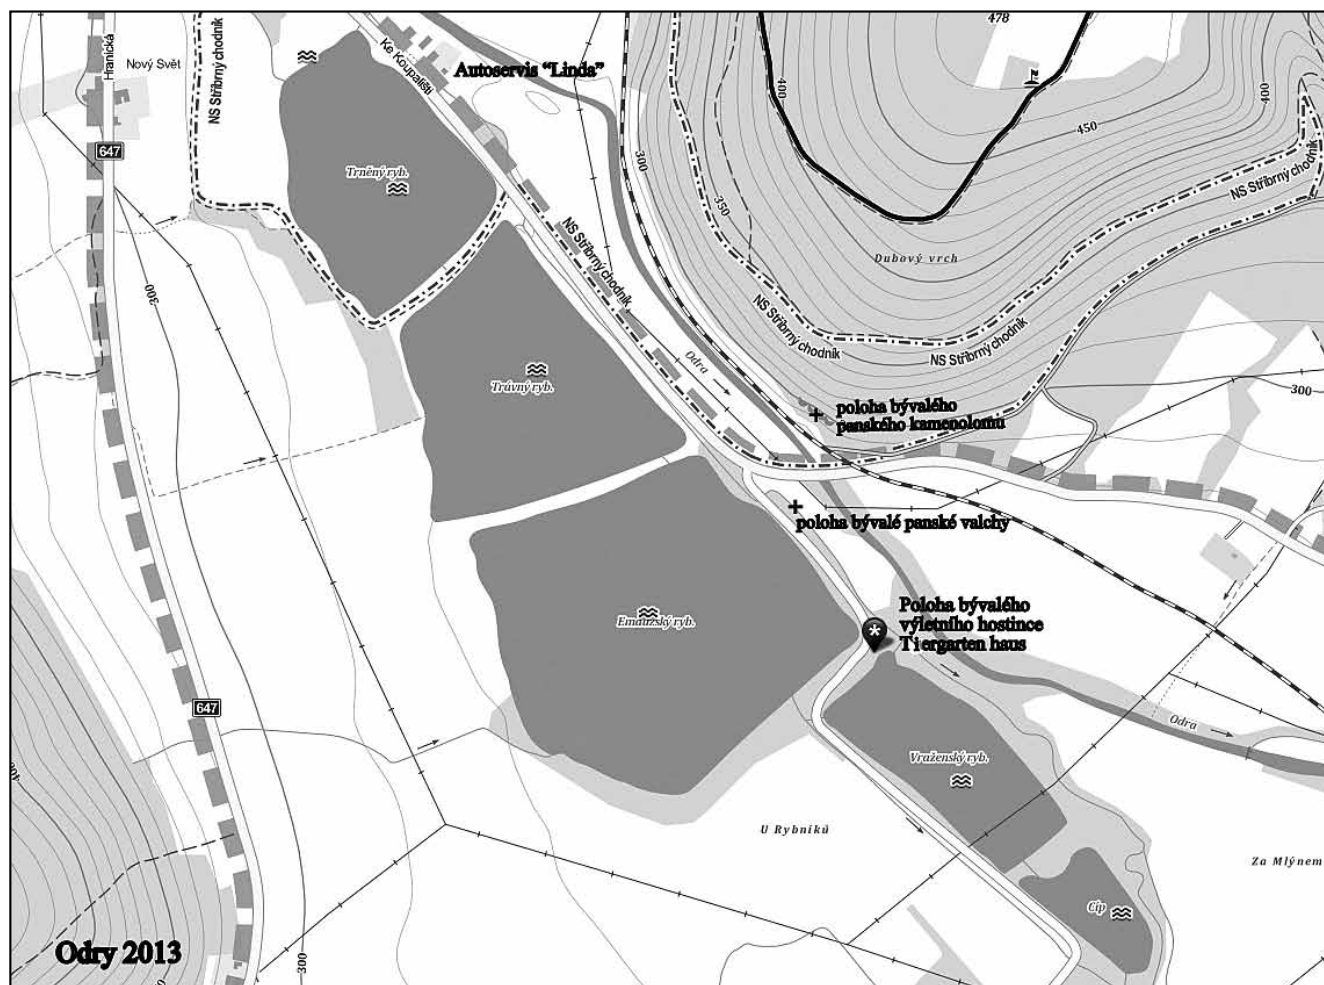 478
Hranická
Nový Svět
NS Stříbrný chodník
Ke Koupališti
Autoservis “Linda”
400
400
450
647
300
Trněný ryb.
NS Stříbrný chodník
350
NS Stříbrný chodník
Dubový vrch
300
NS Stříbrný chodník
NS Stříbrný chodník
Odra
Trávný ryb.
300
poloha bývalého
panského kamenolomu
poloha bývalé panské valchy
Poloha bývalého
výletního hostince
Tiergarten haus
Emauzský ryb.
647
Odra
Vraženský ryb.
400
U Rybníků
Za Mlýnem
Cíp
Odry 2013
300
350